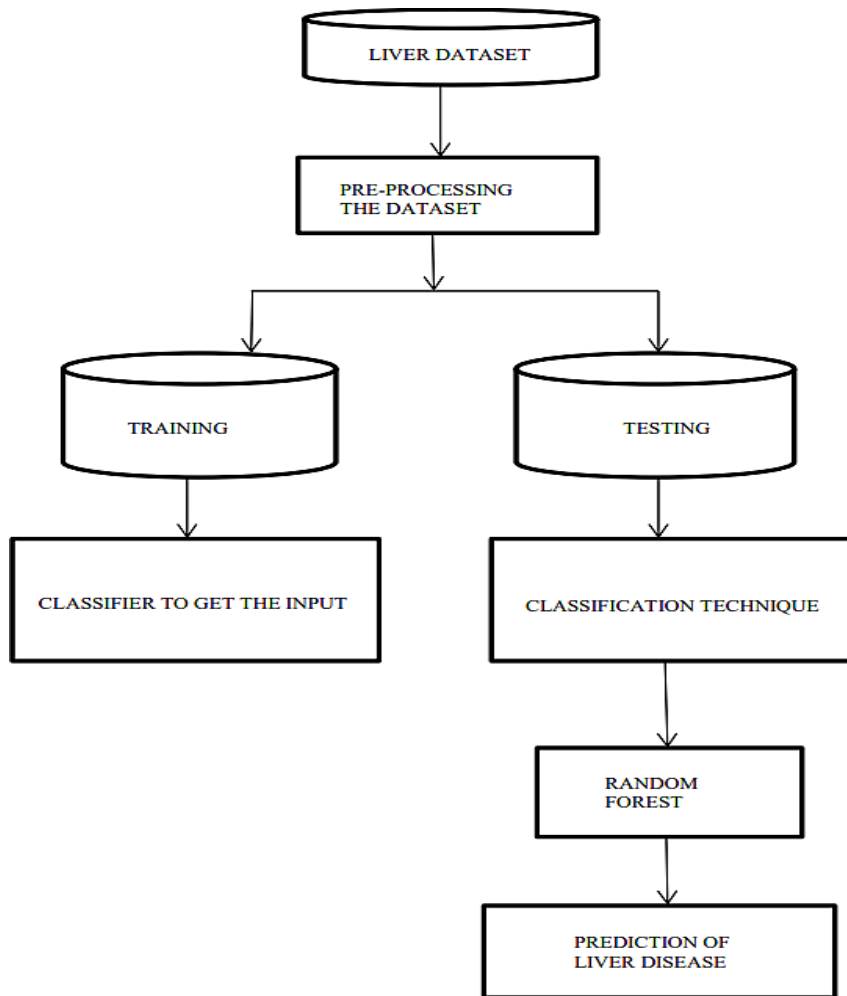 LIVER DATASET
PRE-PROCESSING
THE DATASET
TRAINING
TESTING
CLASSIFIER TO GET THE INPUT
CLASSIFICATION TECHNIQUE
RANDOM
FOREST
PREDICTION OF
LIVER DISEASE